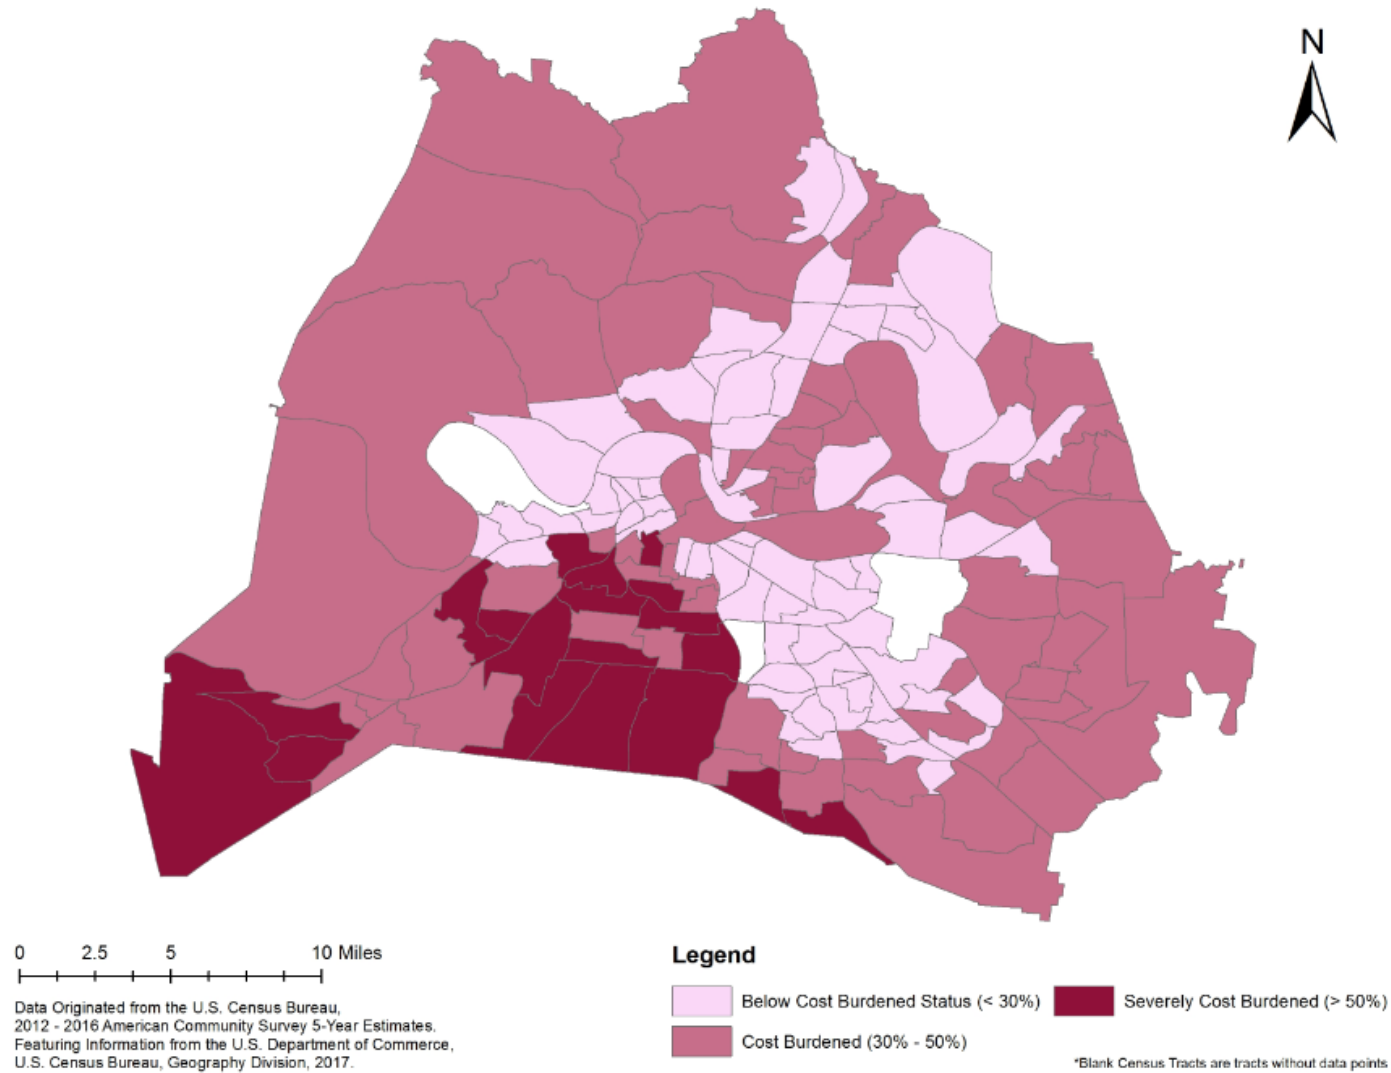 N
0 2.5 5 10 Miles
Data Originated from the U.S. Census Bureau,
2012 - 2016 American Community Survey 5-Year Estimates.
Featuring Information from the U.S. Department of Commerce,
U.S. Census Bureau, Geography Division, 2017.
Legend
Below Cost Burdened Status (< 30%)
Severely Cost Burdened (> 50%)
Cost Burdened (30% - 50%)
*Blank Census Tracts are tracts without data points